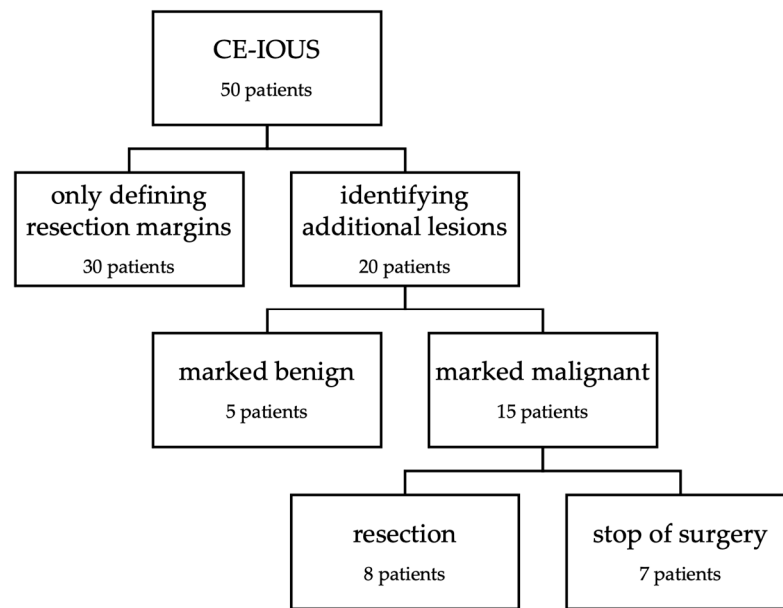 CE-IOUS
50 patients
only defining
resection margins
30 patients
identifying
additional lesions
20 patients
marked benign
5 patients
marked malignant
15 patients
resection
8 patients
stop of surgery
7 patients